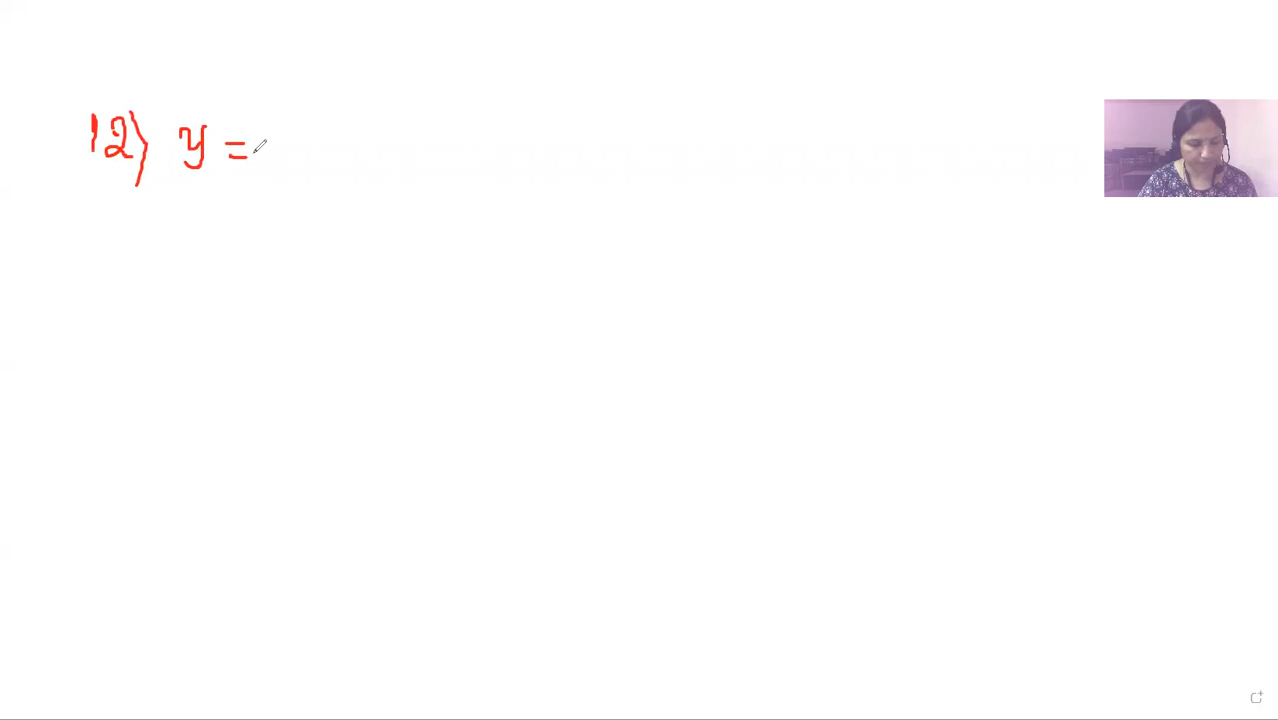 12) y =